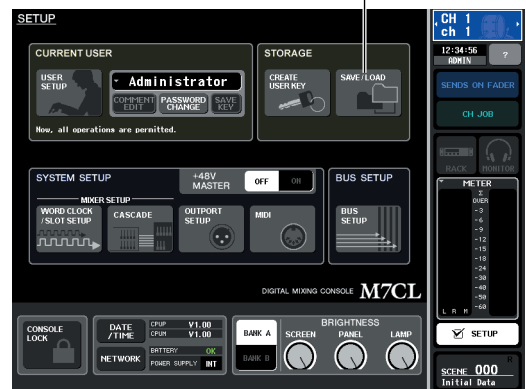 SETUP
CURRENT USER
USER
SETUP
Administrator
COMMENT
EDIT
PASSWORD
CHANGE
SAVE
KEY
Now, all operations are permitted.
STORAGE
CREATE
USER KEY
SAVE/LOAD
SYSTEM SETUP
+48V
MASTER
OFF
ON
MIXER SETUP
WORD CLOCK
/SLOT SETUP
CASCADE
OUTPORT
SETUP
MIDI
BUS SETUP
BUS
SETUP
DIGITAL MIXING CONSOLE M7CL
CONSOLE
LOCK
DATE
/TIME
CPUP V1.00
CPUM V1.00
NETWORK
BATTERY OK
POWER SUPPLY INT
BANK A
BANK B
BRIGHTNESS
SCREEN
PANEL
LAMP
CH 1
ch 1
12:34:56
ADMIN
?
SENDS ON FADER
CH JOB
RACK
MONITOR
METER
Σ
OVER
-3
-6
-9
-12
-15
-18
-24
-30
-40
-50
-60
L R M
SETUP
R
SCENE 000
Initial Data